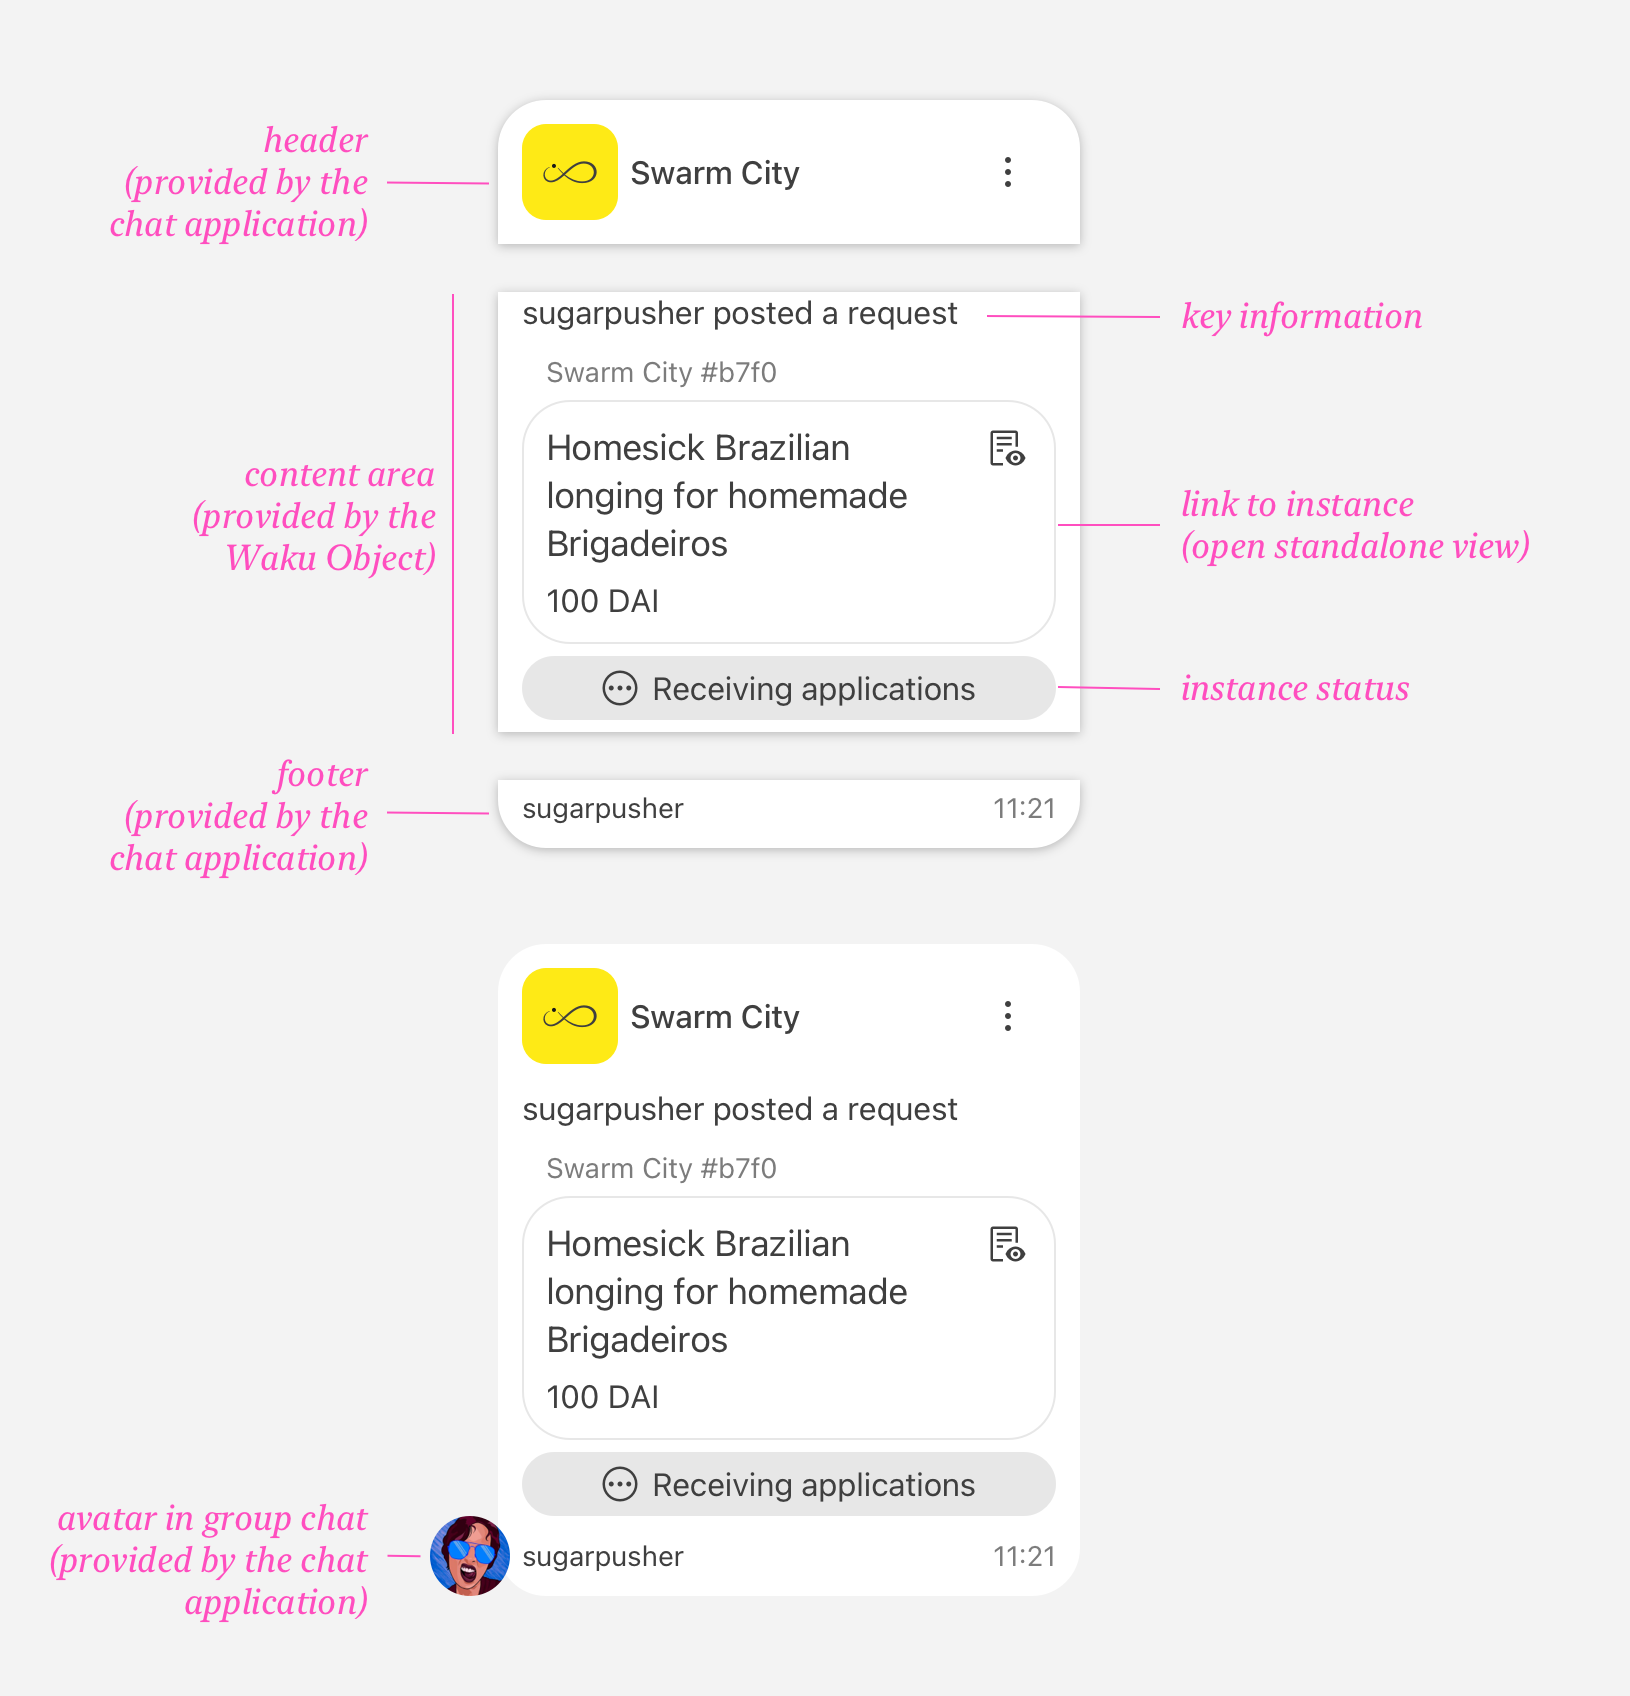 header
(provided by the
chat application)
Swarm City
sugarpusher posted a request
key information
Swarm City #b7f0
content area
(provided by the
Waku Object)
Homesick Brazilian
longing for homemade
Brigadeiros
100 DAI
link to instance
(open standalone view)
Receiving applications
instance status
footer
(provided by the
chat application)
sugarpusher 11:21
Swarm City
sugarpusher posted a request
Swarm City #b7f0
Homesick Brazilian
longing for homemade
Brigadeiros
100 DAI
Receiving applications
avatar in group chat
(provided by the chat
application)
sugarpusher 11:21